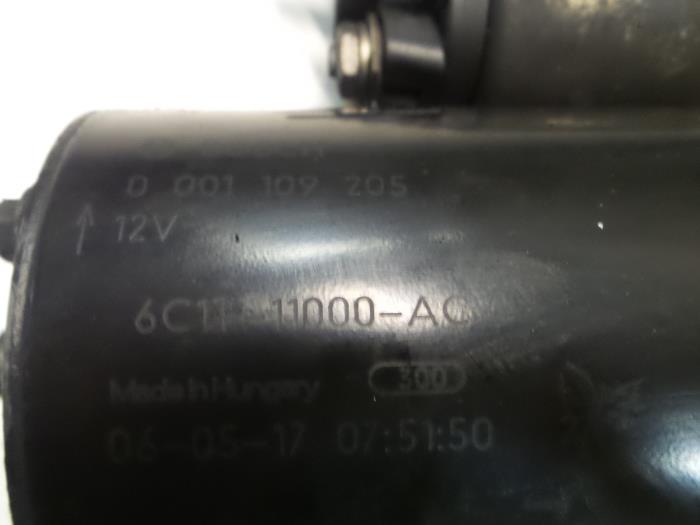 0 001 109 205
12V
6C11-11000-AC
Made in Hungary 300
06-05-17 07:51:50